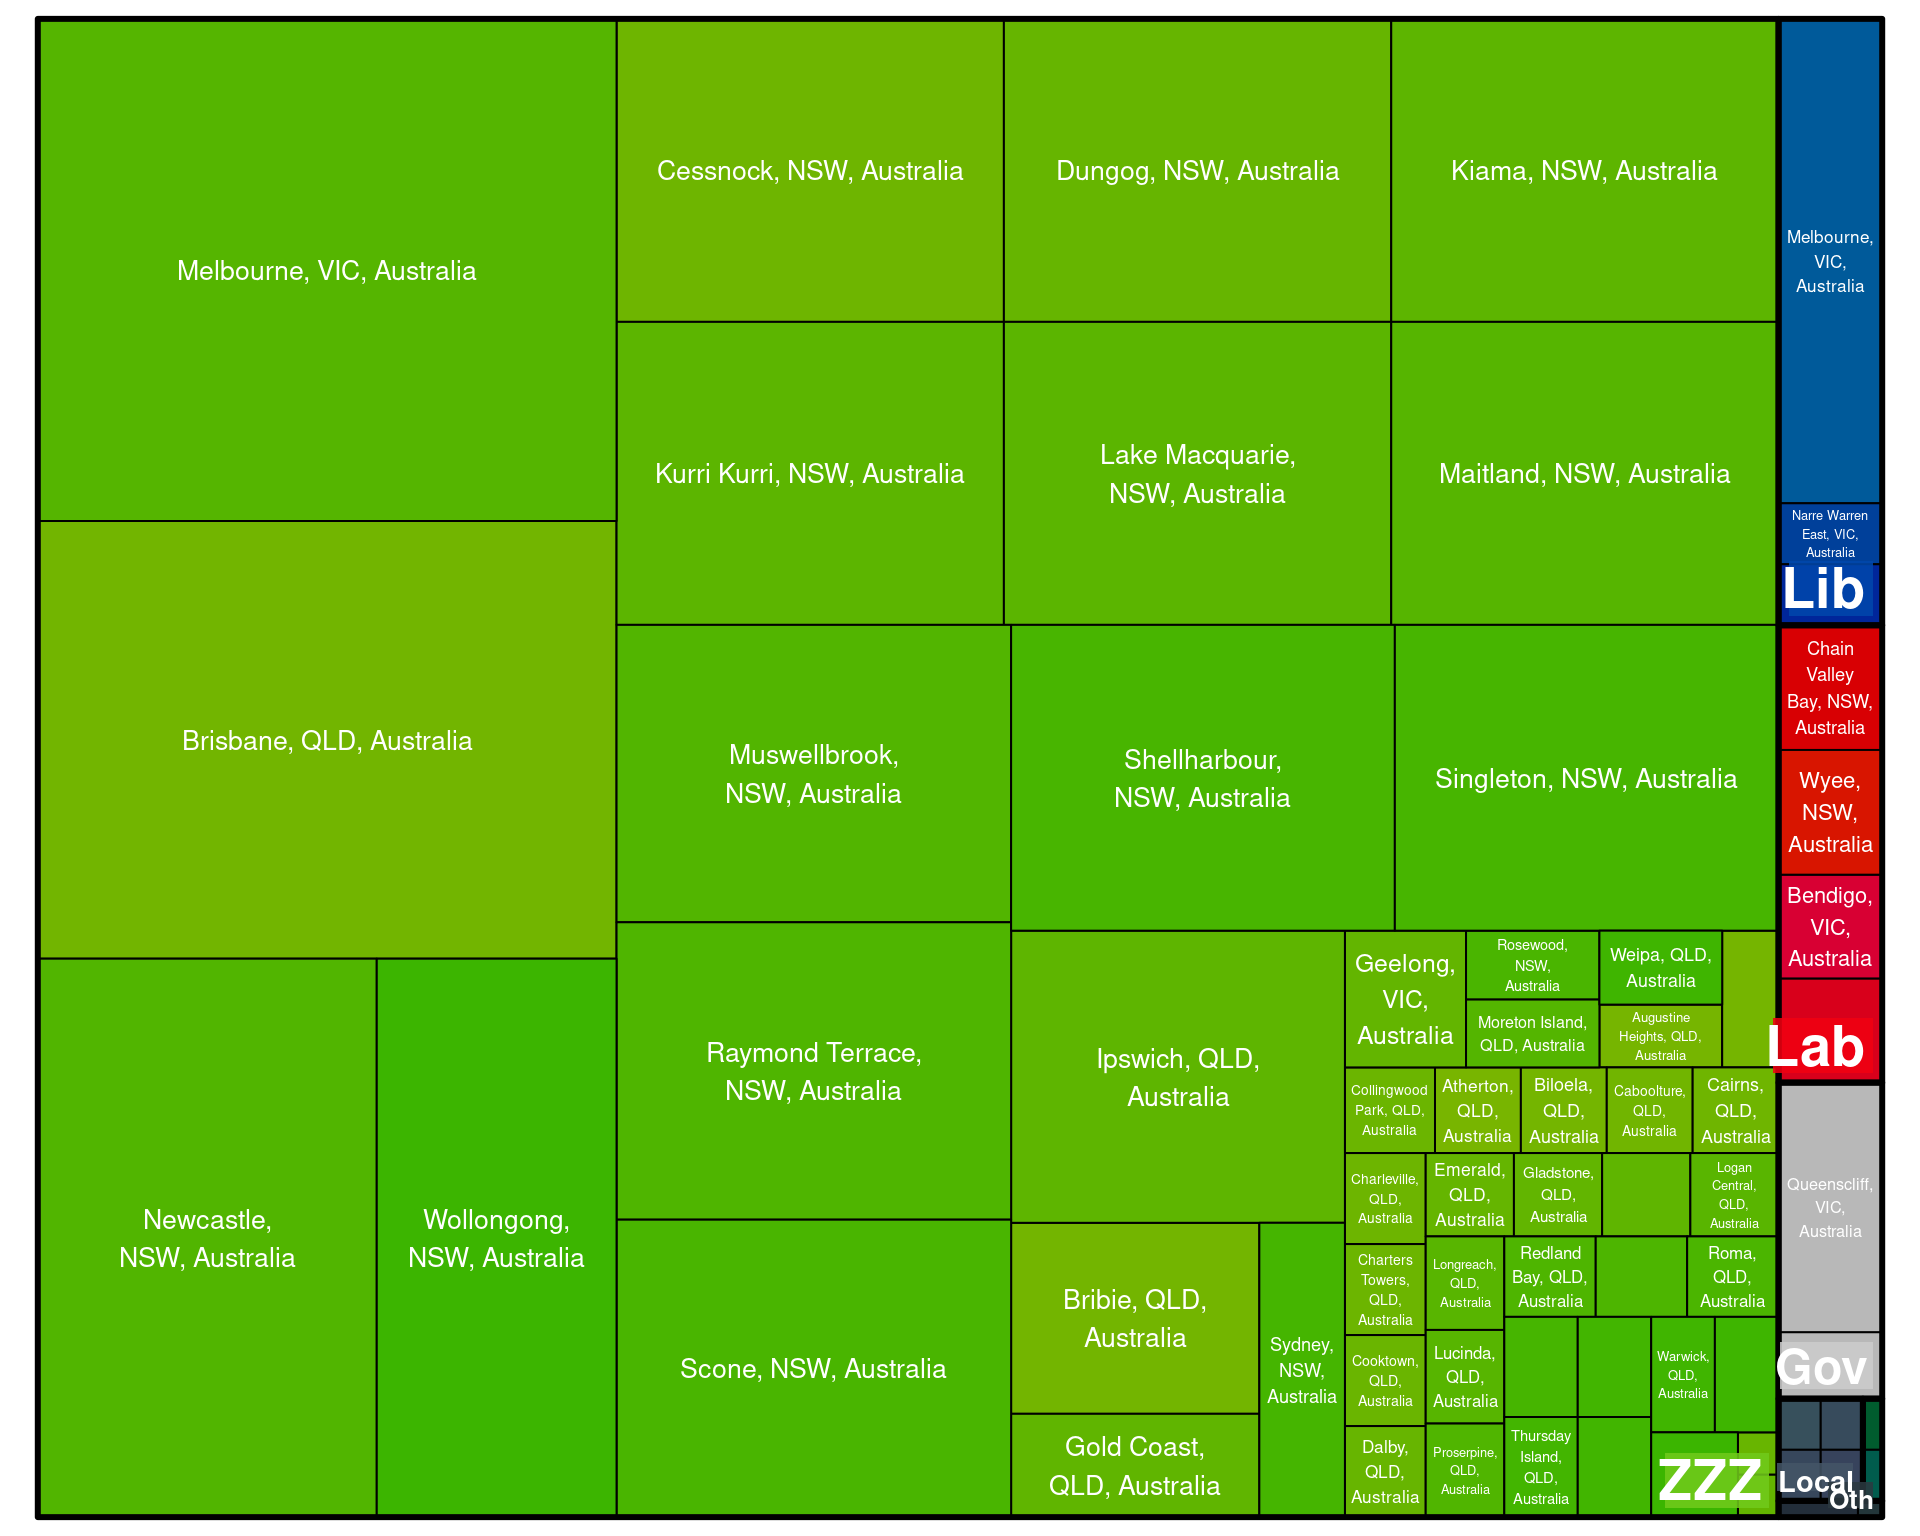 Melbourne, VIC, Australia
Brisbane, QLD, Australia
Newcastle,
NSW, Australia
Wollongong,
NSW, Australia
Cessnock, NSW, Australia
Dungog, NSW, Australia
Kiama, NSW, Australia
Kurri Kurri, NSW, Australia
Lake Macquarie,
NSW, Australia
Maitland, NSW, Australia
Muswellbrook,
NSW, Australia
Shellharbour,
NSW, Australia
Singleton, NSW, Australia
Raymond Terrace,
NSW, Australia
Scone, NSW, Australia
Ipswich, QLD,
Australia
Bribie, QLD,
Australia
Gold Coast,
QLD, Australia
Sydney,
NSW,
Australia
Geelong,
VIC,
Australia
Rosewood,
NSW,
Australia
Moreton Island,
QLD, Australia
Weipa, QLD,
Australia
Augustine
Heights, QLD,
Australia
Collingwood
Park, QLD,
Australia
Atherton,
QLD,
Australia
Biloela,
QLD,
Australia
Caboolture,
QLD,
Australia
Cairns,
QLD,
Australia
Charleville,
QLD,
Australia
Charters
Towers,
QLD,
Australia
Cooktown,
QLD,
Australia
Dalby,
QLD,
Australia
Emerald,
QLD,
Australia
Gladstone,
QLD,
Australia
Logan
Central,
QLD,
Australia
Longreach,
QLD,
Australia
Lucinda,
QLD,
Australia
Proserpine,
QLD,
Australia
Redland
Bay, QLD,
Australia
Roma,
QLD,
Australia
Thursday
Island,
QLD,
Australia
Warwick,
QLD,
Australia
ZZZ
Melbourne,
VIC,
Australia
Narre Warren
East, VIC,
Australia
Lib
Chain
Valley
Bay, NSW,
Australia
Wyee,
NSW,
Australia
Bendigo,
VIC,
Australia
Lab
Queenscliff,
VIC,
Australia
Gov
Local
Oth